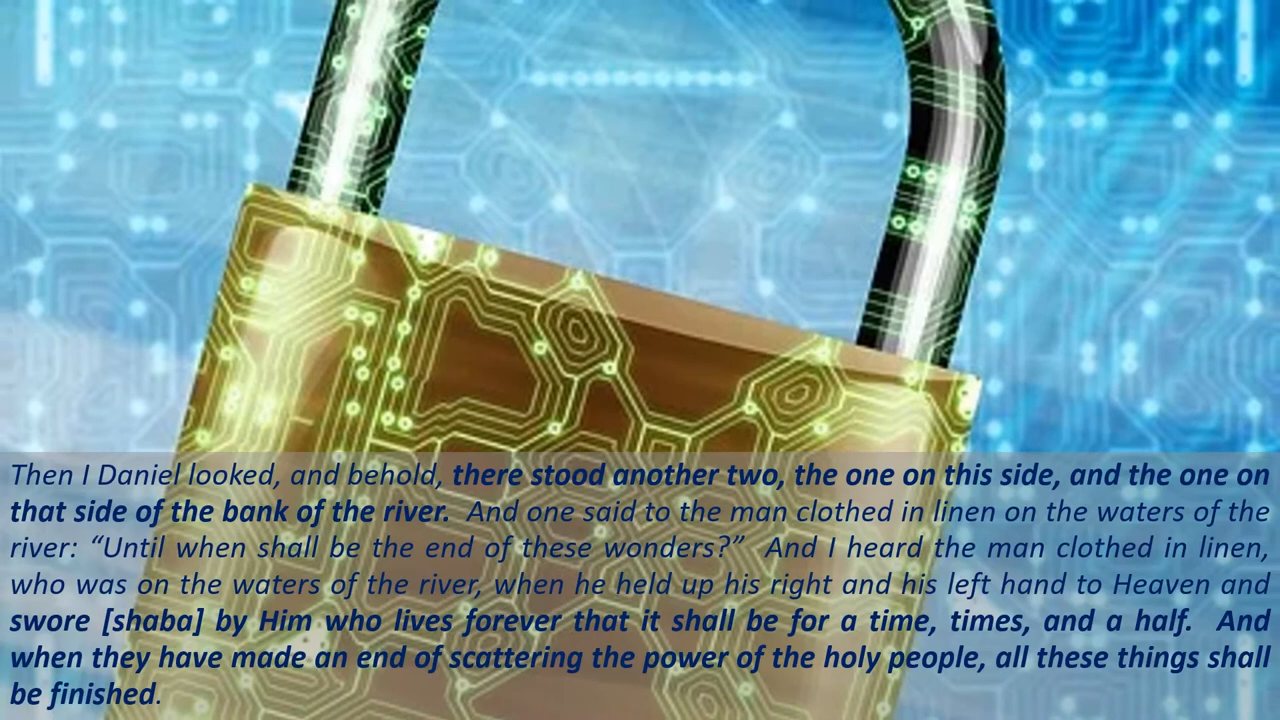 Then I Daniel looked, and behold, there stood another two, the one on this side, and the one on
that side of the bank of the river.  And one said to the man clothed in linen on the waters of the
river: “Until when shall be the end of these wonders?”  And I heard the man clothed in linen,
who was on the waters of the river, when he held up his right and his left hand to Heaven and
swore [shaba] by Him who lives forever that it shall be for a time, times, and a half.  And
when they have made an end of scattering the power of the holy people, all these things shall
be finished.